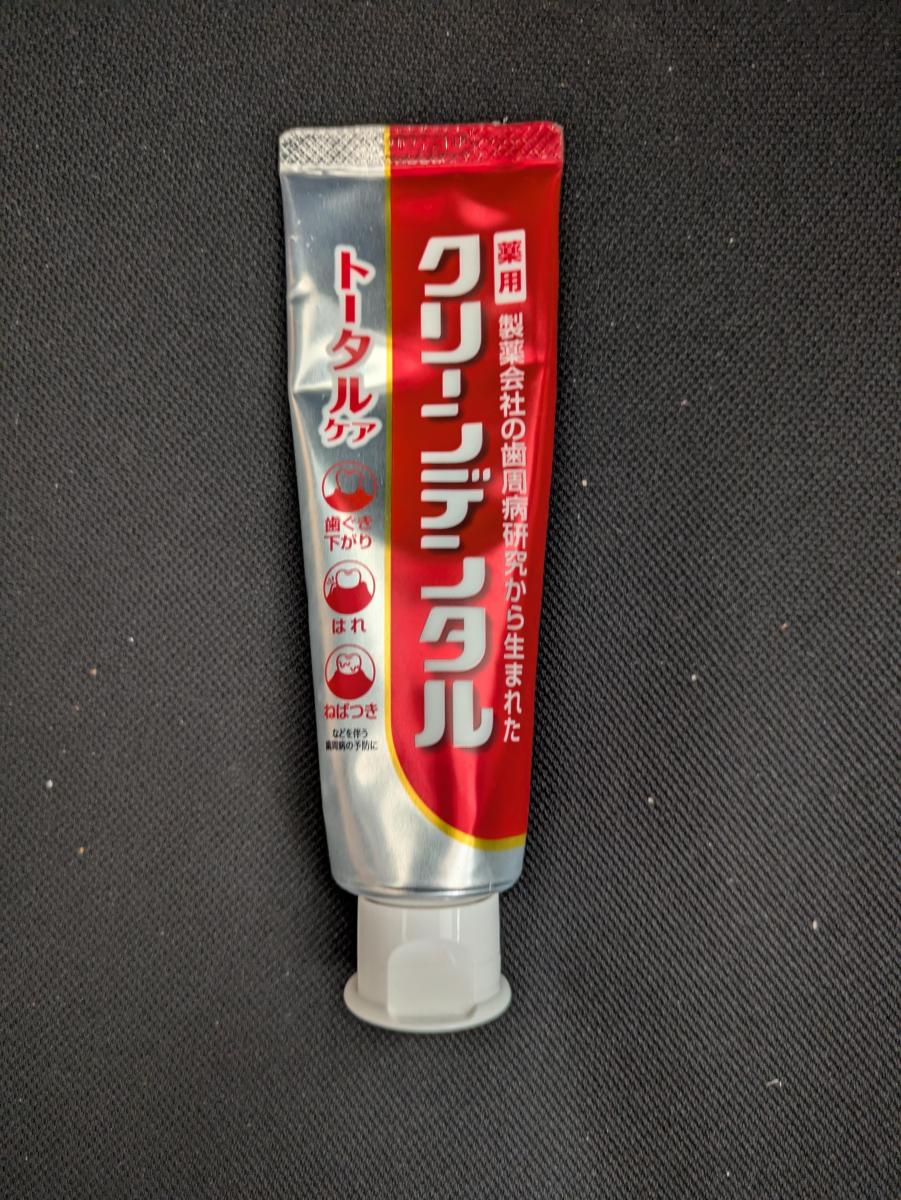 薬用
製薬会社の歯周病研究から生まれた
クリーンデンタル
トータル
ケア
歯ぐき
下がり
はれ
ねばつき
などを伴う
歯周病の予防に